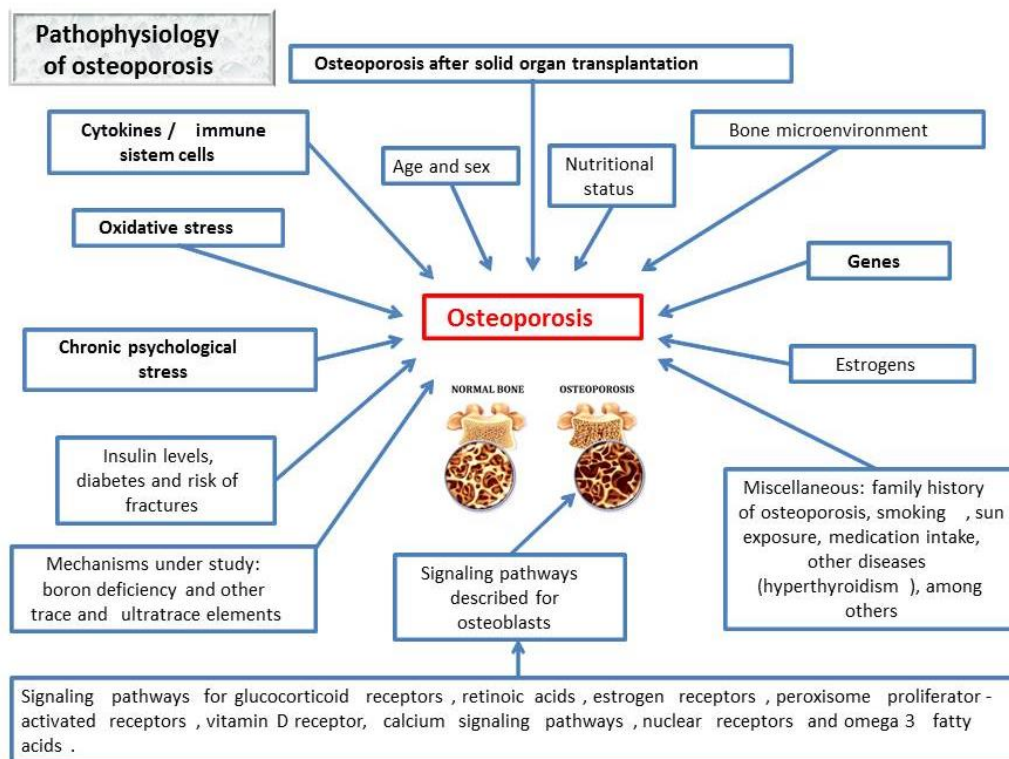 Pathophysiology
of osteoporosis
Osteoporosis after solid organ transplantation
Cytokines / immune
sistem cells
Age and sex
Nutritional
status
Bone microenvironment
Oxidative stress
Genes
Osteoporosis
Chronic psychological
stress
Estrogens
NORMAL BONE
OSTEOPOROSIS
Insulin levels,
diabetes and risk of
fractures
Miscellaneous: family history
of osteoporosis, smoking , sun
exposure, medication intake,
other diseases
(hyperthyroidism ), among
others
Mechanisms under study:
boron deficiency and other
trace and ultratrace elements
Signaling pathways
described for
osteoblasts
Signaling pathways for glucocorticoid receptors , retinoic acids , estrogen receptors , peroxisome proliferator -
activated receptors , vitamin D receptor, calcium signaling pathways , nuclear receptors and omega 3 fatty
acids .